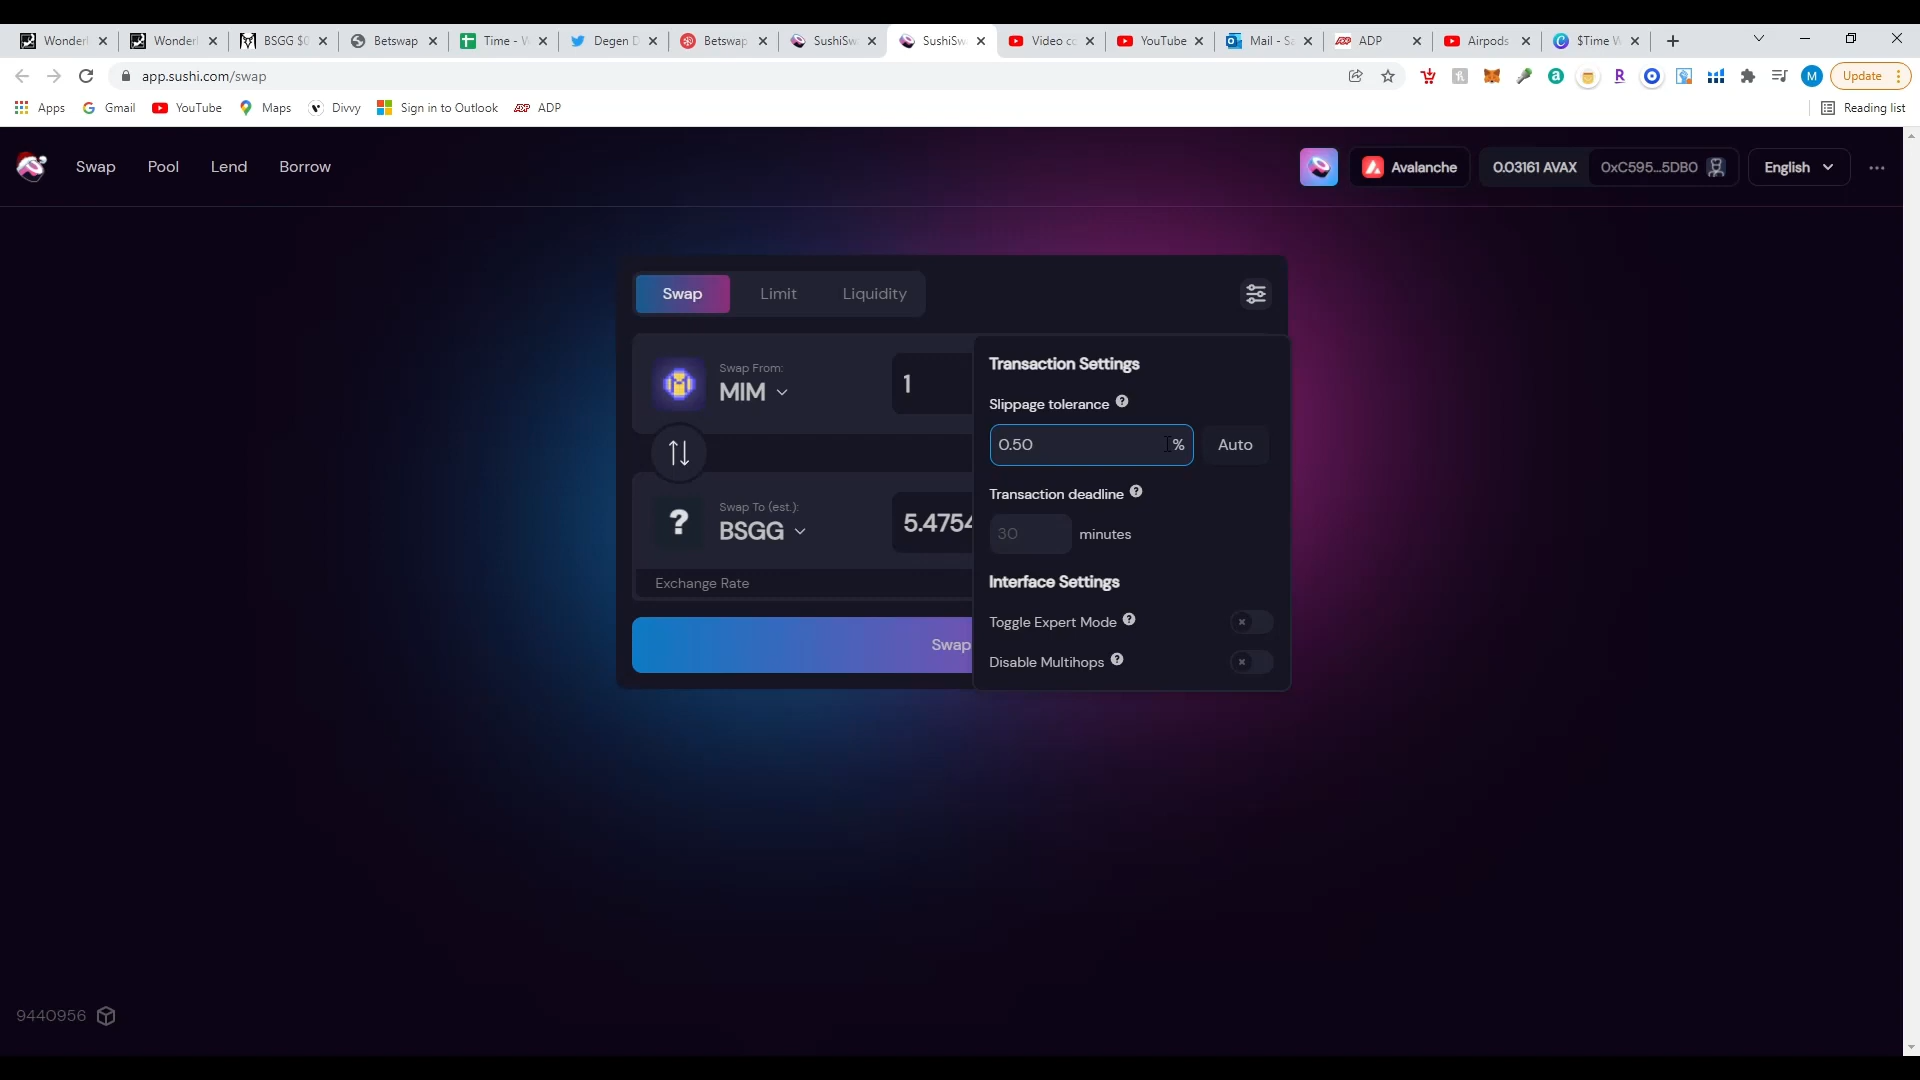 Wonderl
Wonderl
BSGG $0
Betswap
Time - W
Degen D
Betswap
SushiSw
SushiSw
Video co
YouTube
Mail - Sa
ADP
Airpods
$Time W
app.sushi.com/swap
Update
Apps
Gmail
YouTube
Maps
Divvy
Sign in to Outlook
ADP
Reading list
Swap
Pool
Lend
Borrow
Avalanche
0.03161 AVAX
0xC595...5DB0
English
Swap
Limit
Liquidity
Swap From:
MIM
1
Swap To (est.):
BSGG
5.4754
Exchange Rate
Swap
Transaction Settings
Slippage tolerance
0.50 %
Auto
Transaction deadline
30 minutes
Interface Settings
Toggle Expert Mode
Disable Multihops
9440956